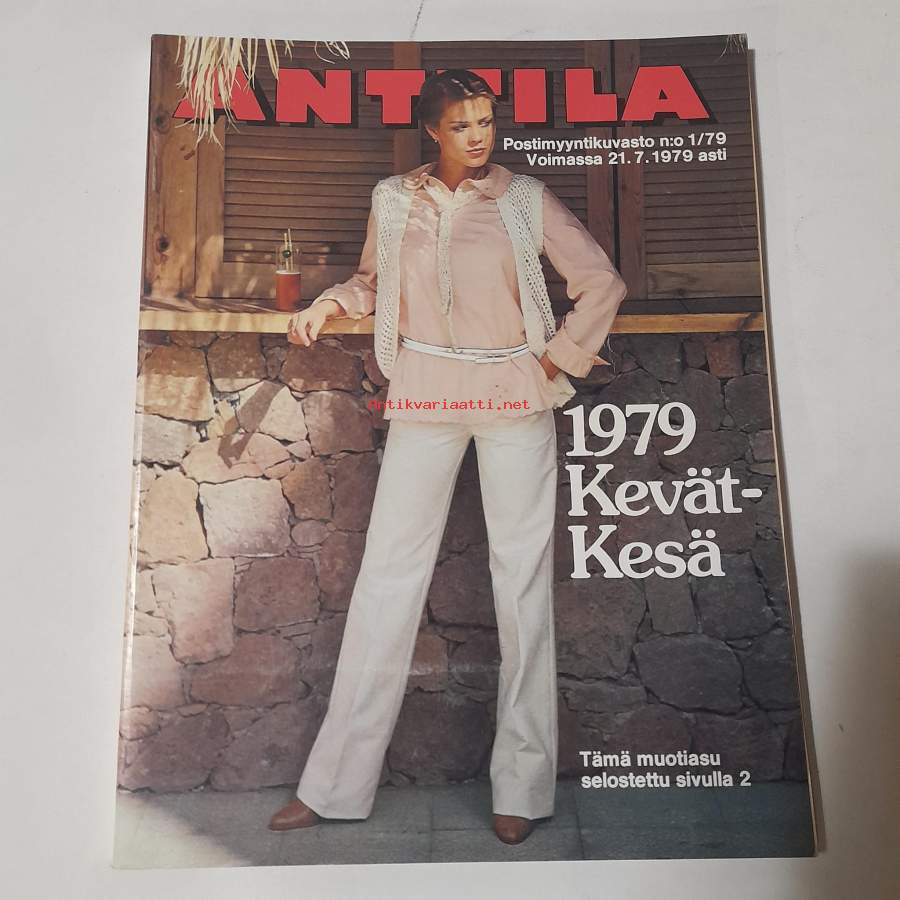 ANTTILA
Postimyyntikuvasto n:o 1/79
Voimassa 21.7.1979 asti
Antikvariaatti.net
1979
Kevät-
Kesä
Tämä muotiasu
selostettu sivulla 2